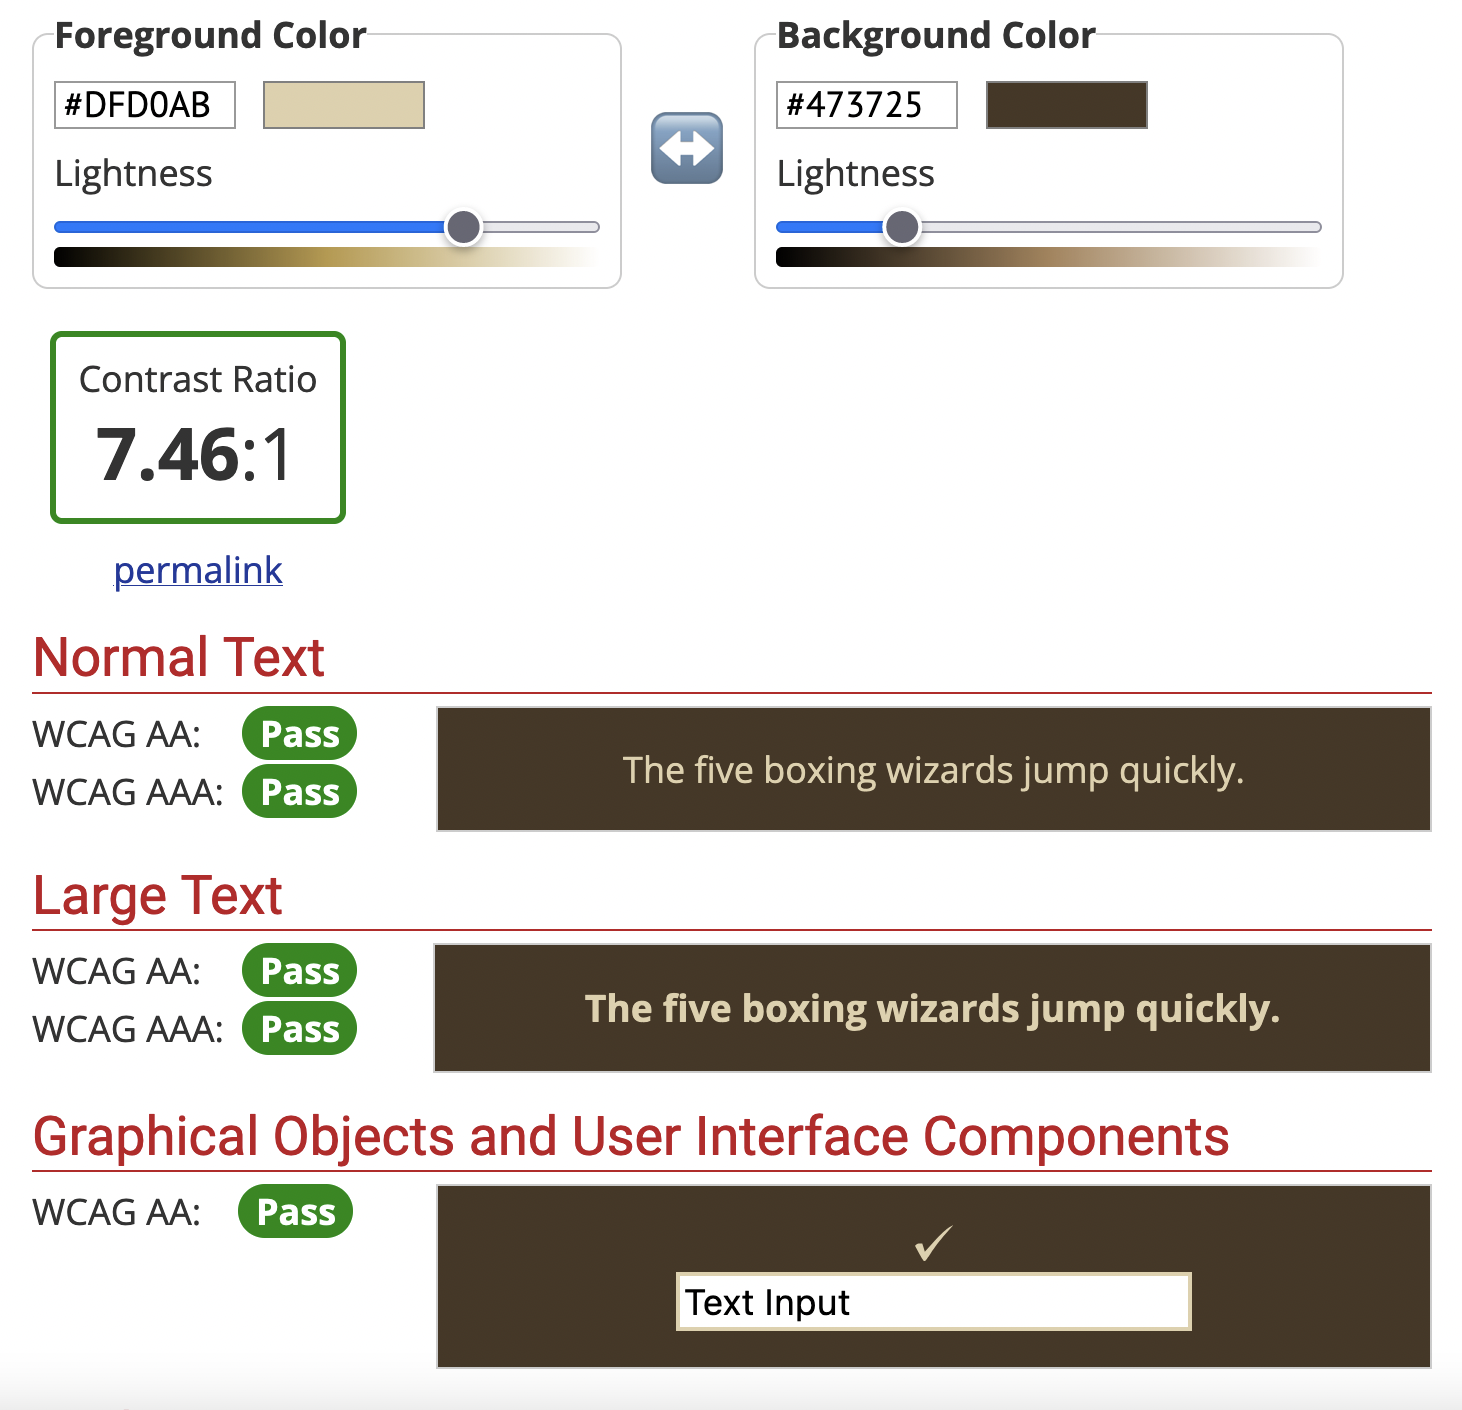 Foreground Color
Background Color
#DFD0AB
#473725
Lightness
Lightness
Contrast Ratio
7.46:1
permalink
Normal Text
WCAG AA: Pass
WCAG AAA: Pass
The five boxing wizards jump quickly.
Large Text
WCAG AA: Pass
WCAG AAA: Pass
The five boxing wizards jump quickly.
Graphical Objects and User Interface Components
WCAG AA: Pass
Text Input